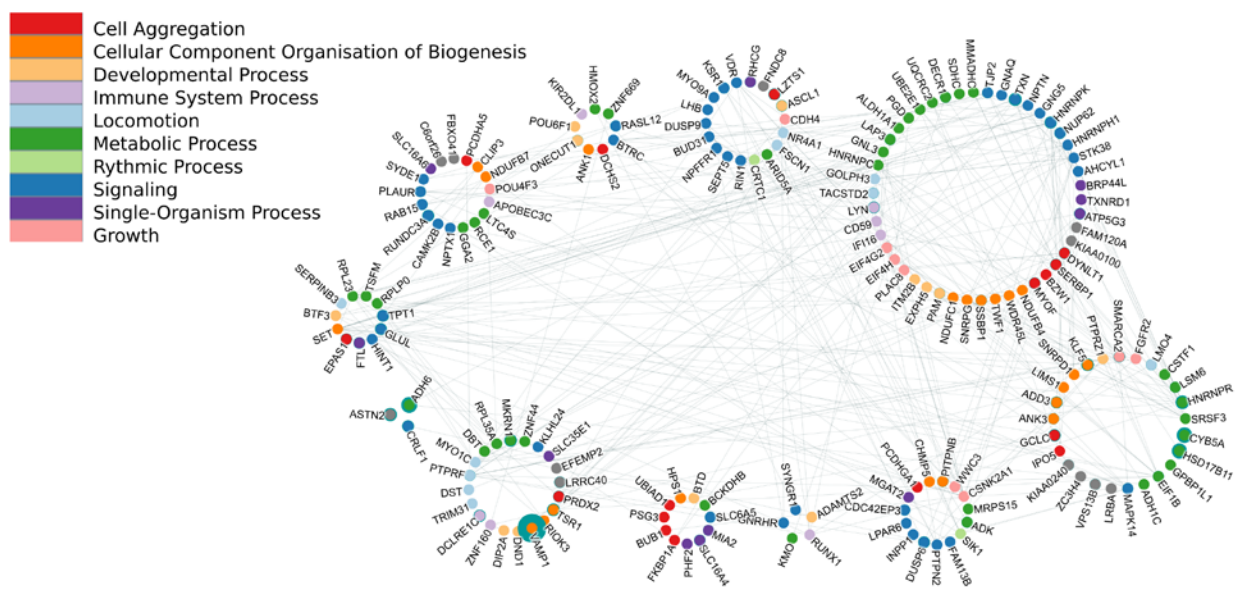 Cell Aggregation
Cellular Component Organisation of Biogenesis
Developmental Process
Immune System Process
Locomotion
Metabolic Process
Rythmic Process
Signaling
Single-Organism Process
Growth
KIR2DL1
HMOX2
ZNF669
RASL12
BTRC
DCHS2
ANK1
ONECUT1
POU6F1
C6orf26
FBXO41
PCDHA5
CLIP3
NDUFB7
POU4F3
APOBEC3C
LTC4S
RCE1
GGA2
NPTX1
CAMK2B
RUNDC3A
RAB15
PLAUR
SYDE1
SLC16A6
KSR1
VDR
RHCG
FNDC8
LZTS1
ASCL1
CDH4
NR4A1
FSCN1
ARID5A
CRTC1
RIN1
SEPT5
NPFFR1
BUD31
DUSP9
LHB
MYO9A
MMADHC
TJP2
GNAQ
TXN
NPTN
GNG5
HNRNPK
NUP62
HNRNPH1
STK38
AHCYL1
BRP44L
TXNRD1
ATP5G3
FAM120A
KIAA0100
DYNLT1
SERBP1
BZW1
MYOF
NDUFB4
WDR45L
TWF1
SSBP1
SNRPG
NDUFC1
PAM
EXPH5
ITM2B
PLAC8
EIF4H
EIF4G2
IFI16
CD59
LYN
TACSTD2
GOLPH3
HNRNPC
GNL3
LAP3
ALDH1A1
PGD
UBE2E1
UQCRC2
DECR1
SDHC
SERPINB3
RPL23
TSFM
RPLP0
TPT1
GLUL
HINT1
FTL
EPAS1
SET
BTF3
ADH6
ASTN2
CRLF1
MKRN1
ZNF44
KLHL24
SLC35E1
EFEMP2
LRRC40
PRDX2
TSR1
RIOK3
VAMP1
DND1
DIP2A
ZNF160
DCLRE1C
TRIM31
DST
PTPRF
MYO1C
DBT
RPL35A
HPS1
BTD
BCKDHB
SLC6A5
MIA2
SLC16A4
PHF2
FKBP1A
BUB1
PSG3
UBIAD1
SYNGR1
ADAMTS2
RUNX1
KMO
GNRHR
CHMP5
PITPNB
WWC3
CSNK2A1
MRPS15
ADK
SIK1
FAM13B
PTPN2
DUSP6
INPP1
LPAR6
CDC42EP3
MGAT2
PCDHGA1
SNRPD1
KLF5
PTPRZ1
SMARCA2
FGFR2
LMO4
CSTF1
LSM6
HNRNPR
SRSF3
CYB5A
HSD17B11
GPBP1L1
EIF1B
ADH1C
MAPK14
LRBA
VPS13B
ZC3H4
KIAA0240
IPO5
GCLC
ANK3
ADD3
LIMS1